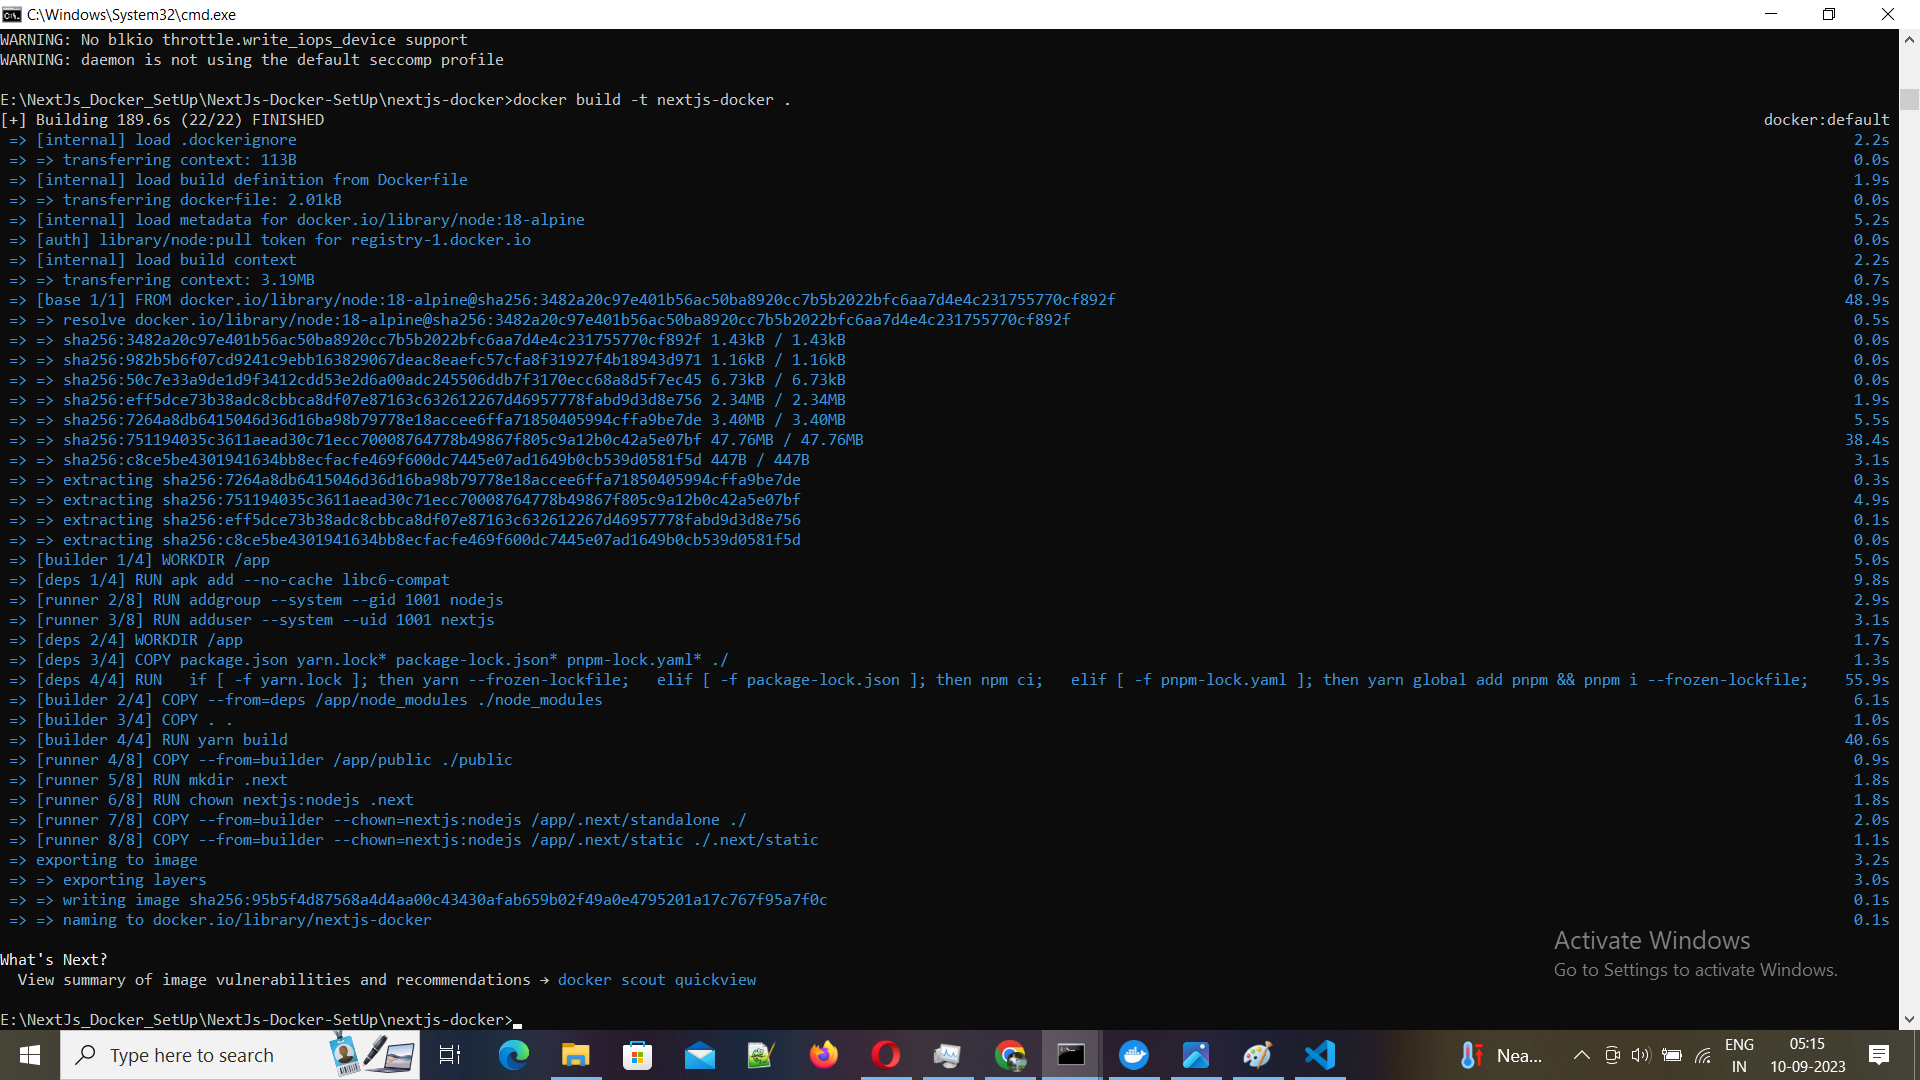 C:\Windows\System32\cmd.exe
WARNING: No blkio throttle.write_iops_device support
WARNING: daemon is not using the default seccomp profile
E:\NextJs_Docker_SetUp\NextJs-Docker-SetUp\nextjs-docker>docker build -t nextjs-docker .
[+] Building 189.6s (22/22) FINISHED docker:default
=> [internal] load .dockerignore 2.2s
=> => transferring context: 113B 0.0s
=> [internal] load build definition from Dockerfile 1.9s
=> => transferring dockerfile: 2.01kB 0.0s
=> [internal] load metadata for docker.io/library/node:18-alpine 5.2s
=> [auth] library/node:pull token for registry-1.docker.io 0.0s
=> [internal] load build context 2.2s
=> => transferring context: 3.19MB 0.7s
=> [base 1/1] FROM docker.io/library/node:18-alpine@sha256:3482a20c97e401b56ac50ba8920cc7b5b2022bfc6aa7d4e4c231755770cf892f 48.9s
=> => resolve docker.io/library/node:18-alpine@sha256:3482a20c97e401b56ac50ba8920cc7b5b2022bfc6aa7d4e4c231755770cf892f 0.5s
=> => sha256:3482a20c97e401b56ac50ba8920cc7b5b2022bfc6aa7d4e4c231755770cf892f 1.43kB / 1.43kB 0.0s
=> => sha256:982b5b6f07cd9241c9ebb163829067deac8eaefc57cfa8f31927f4b18943d971 1.16kB / 1.16kB 0.0s
=> => sha256:50c7e33a9de1d9f3412cdd53e2d6a00adc245506ddb7f3170ecc68a8d5f7ec45 6.73kB / 6.73kB 0.0s
=> => sha256:eff5dce73b38adc8cbbca8df07e87163c632612267d46957778fabd9d3d8e756 2.34MB / 2.34MB 1.9s
=> => sha256:7264a8db6415046d36d16ba98b79778e18accee6ffa71850405994cffa9be7de 3.40MB / 3.40MB 5.5s
=> => sha256:751194035c3611aead30c71ecc70008764778b49867f805c9a12b0c42a5e07bf 47.76MB / 47.76MB 38.4s
=> => sha256:c8ce5be4301941634bb8ecfacfe469f600dc7445e07ad1649b0cb539d0581f5d 447B / 447B 3.1s
=> => extracting sha256:7264a8db6415046d36d16ba98b79778e18accee6ffa71850405994cffa9be7de 0.3s
=> => extracting sha256:751194035c3611aead30c71ecc70008764778b49867f805c9a12b0c42a5e07bf 4.9s
=> => extracting sha256:eff5dce73b38adc8cbbca8df07e87163c632612267d46957778fabd9d3d8e756 0.1s
=> => extracting sha256:c8ce5be4301941634bb8ecfacfe469f600dc7445e07ad1649b0cb539d0581f5d 0.0s
=> [builder 1/4] WORKDIR /app 5.0s
=> [deps 1/4] RUN apk add --no-cache libc6-compat 9.8s
=> [runner 2/8] RUN addgroup --system --gid 1001 nodejs 2.9s
=> [runner 3/8] RUN adduser --system --uid 1001 nextjs 3.1s
=> [deps 2/4] WORKDIR /app 1.7s
=> [deps 3/4] COPY package.json yarn.lock* package-lock.json* pnpm-lock.yaml* ./ 1.3s
=> [deps 4/4] RUN   if [ -f yarn.lock ]; then yarn --frozen-lockfile;   elif [ -f package-lock.json ]; then npm ci;   elif [ -f pnpm-lock.yaml ]; then yarn global add pnpm && pnpm i --frozen-lockfile; 55.9s
=> [builder 2/4] COPY --from=deps /app/node_modules ./node_modules 6.1s
=> [builder 3/4] COPY . . 1.0s
=> [builder 4/4] RUN yarn build 40.6s
=> [runner 4/8] COPY --from=builder /app/public ./public 0.9s
=> [runner 5/8] RUN mkdir .next 1.8s
=> [runner 6/8] RUN chown nextjs:nodejs .next 1.8s
=> [runner 7/8] COPY --from=builder --chown=nextjs:nodejs /app/.next/standalone ./ 2.0s
=> [runner 8/8] COPY --from=builder --chown=nextjs:nodejs /app/.next/static ./.next/static 1.1s
=> exporting to image 3.2s
=> => exporting layers 3.0s
=> => writing image sha256:95b5f4d87568a4d4aa00c43430afab659b02f49a0e4795201a17c767f95a7f0c 0.1s
=> => naming to docker.io/library/nextjs-docker 0.1s
What's Next?
View summary of image vulnerabilities and recommendations → docker scout quickview
E:\NextJs_Docker_SetUp\NextJs-Docker-SetUp\nextjs-docker>
Activate Windows
Go to Settings to activate Windows.
Type here to search
Nea...
ENG
IN
05:15
10-09-2023